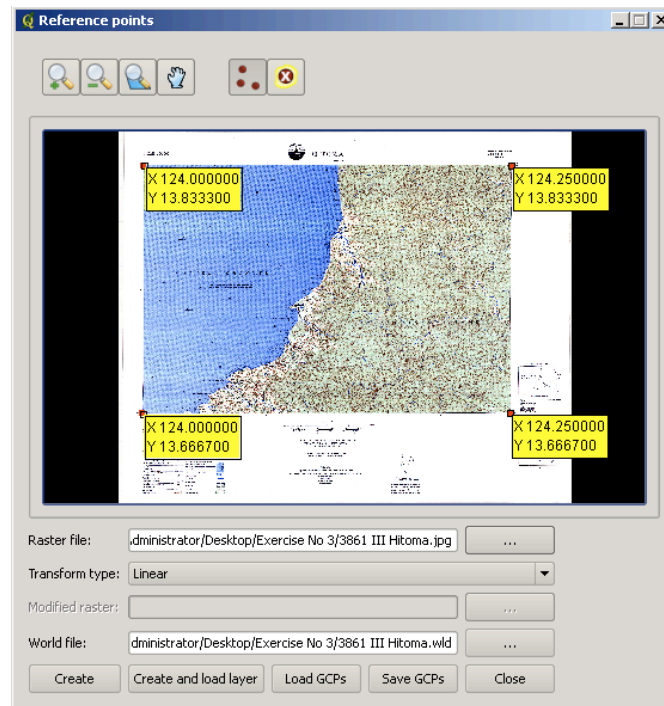 Reference points
X 124.000000
Y 13.833300
X 124.250000
Y 13.833300
X 124.000000
Y 13.666700
X 124.250000
Y 13.666700
Raster file:
dministrator/Desktop/Exercise No 3/3861 III Hitoma.jpg
...
Transform type:
Linear
Modified raster:
...
World file:
dministrator/Desktop/Exercise No 3/3861 III Hitoma.wld
...
Create
Create and load layer
Load GCPs
Save GCPs
Close